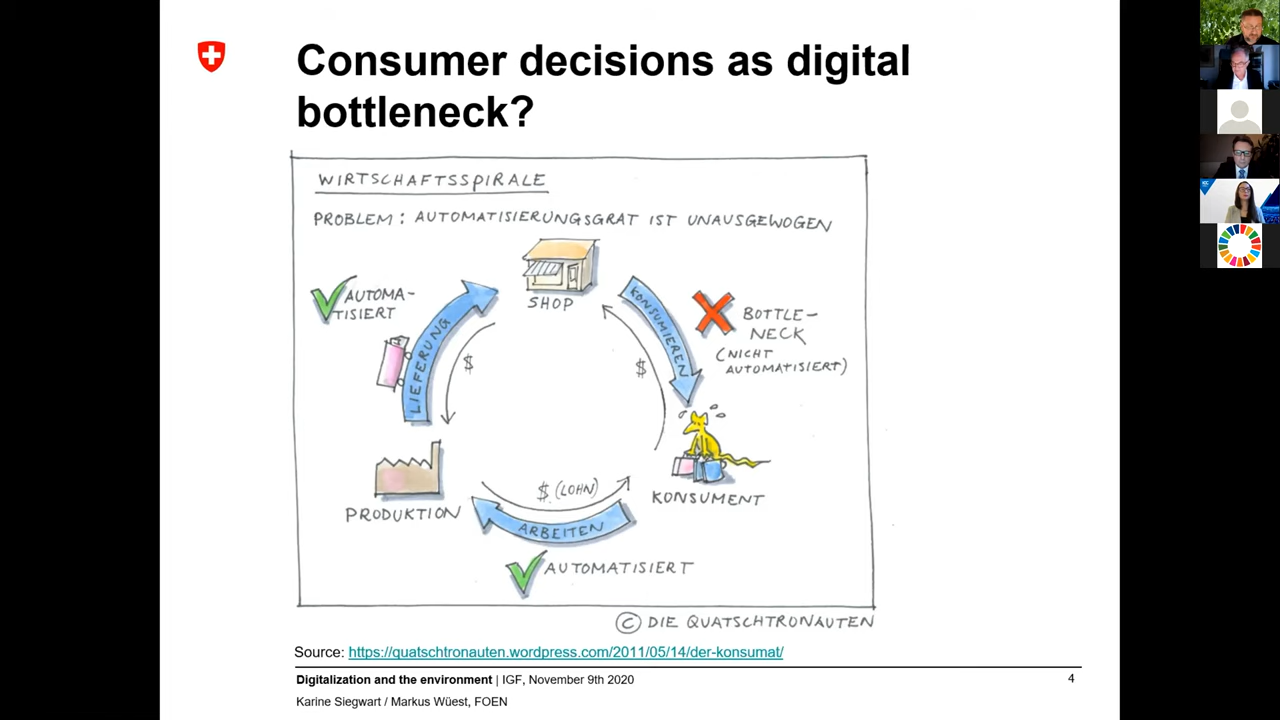 Consumer decisions as digital
bottleneck?
WIRTSCHAFTSSPIRALE
PROBLEM: AUTOMATISIERUNGSGRAT IST UNAUSGEWOGEN
AUTOMA-
TISIERT
SHOP
KONSUMIEREN
BOTTLE-
NECK
(NICHT
AUTOMATISIERT)
LIEFERUNG
$
$
PRODUKTION
$ (LOHN)
KONSUMENT
ARBEITEN
AUTOMATISIERT
© DIE QUATSCHTRONAUTEN
Source: https://quatschtronauten.wordpress.com/2011/05/14/der-konsumat/
Digitalization and the environment | IGF, November 9th 2020
4
Karine Siegwart / Markus Wüest, FOEN
ICC